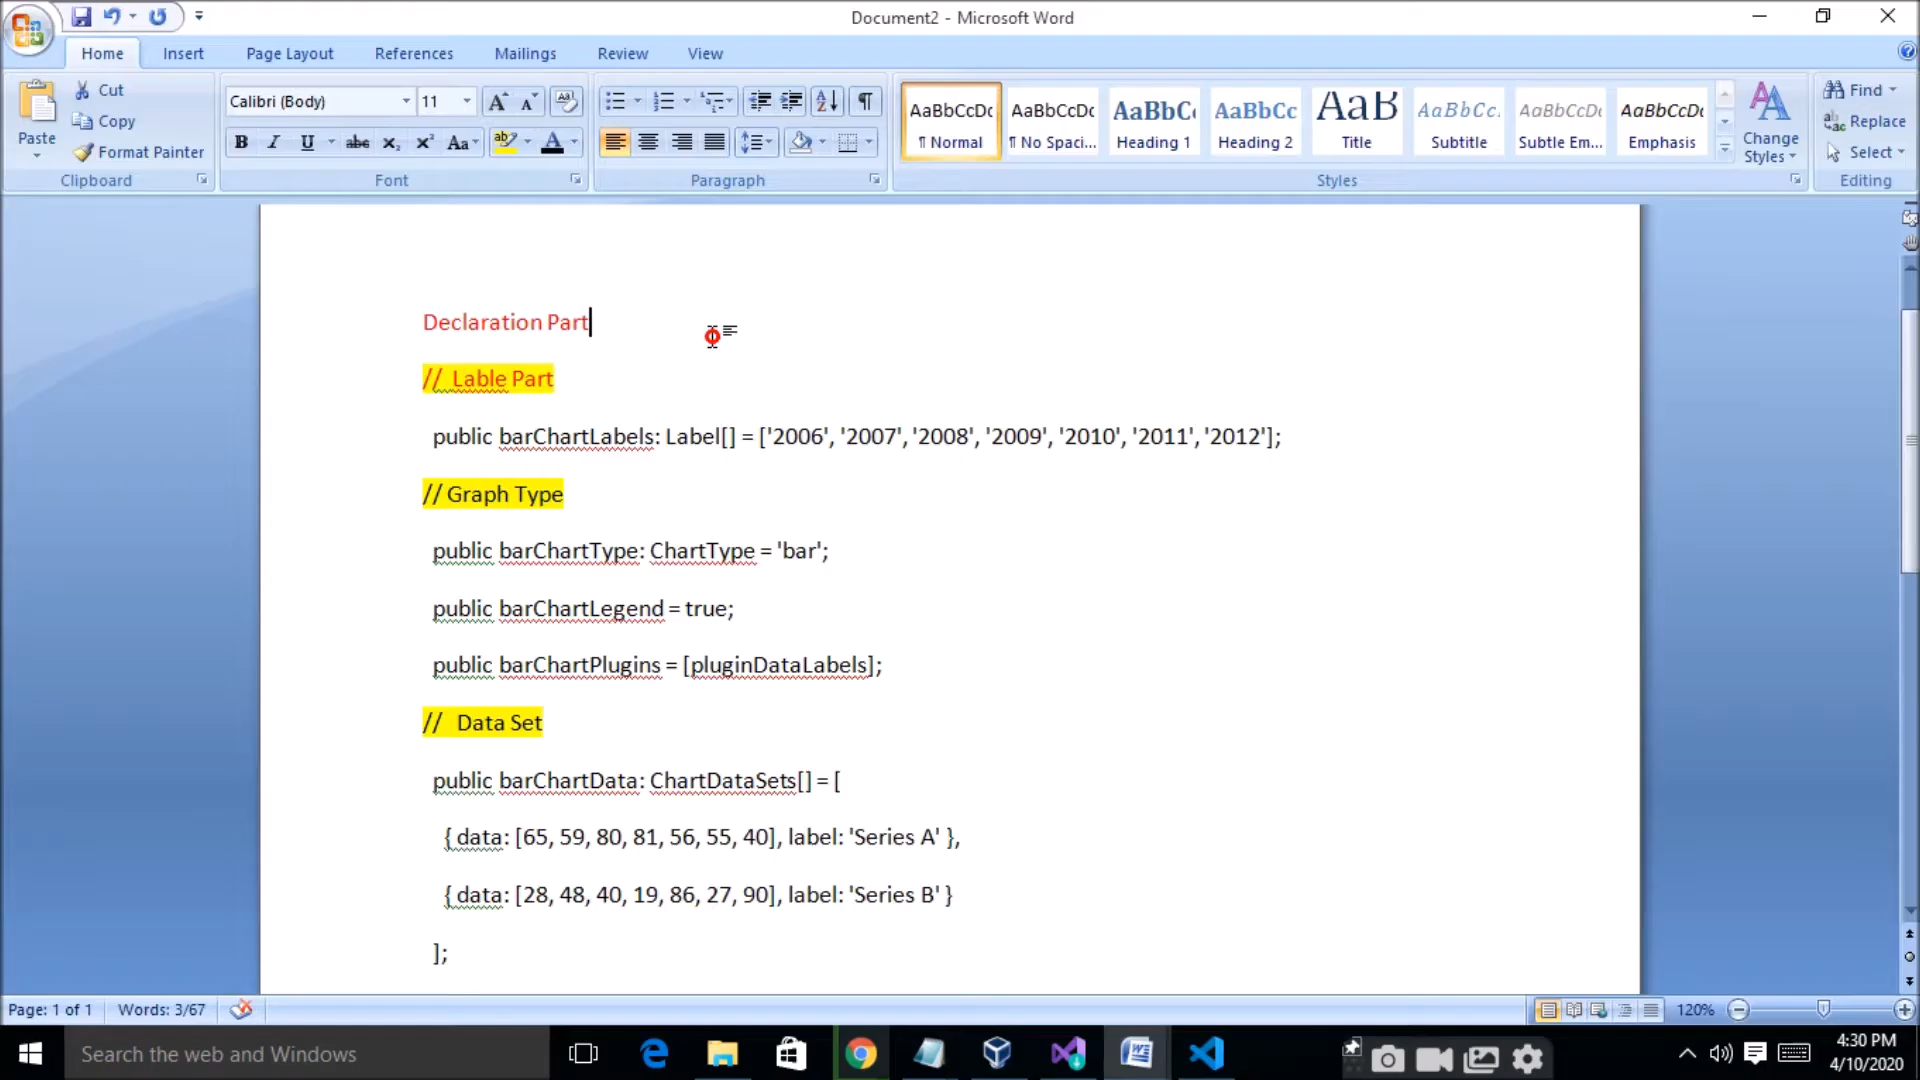 Document2 - Microsoft Word
Home Insert Page Layout References Mailings Review View
Paste Cut Copy Format Painter Clipboard
Calibri (Body) 11 Font
Paragraph
AaBbCcDc AaBbCcDc AaBbC AaBbCc AaB AaBbCc. AaBbCcDc AaBbCcDc
¶ Normal ¶ No Spaci... Heading 1 Heading 2 Title Subtitle Subtle Em... Emphasis
Styles
Change Styles
Find Replace Select Editing
Declaration Part
// Lable Part
public barChartLabels: Label[] = ['2006', '2007', '2008', '2009', '2010', '2011', '2012'];
// Graph Type
public barChartType: ChartType = 'bar';
public barChartLegend = true;
public barChartPlugins = [pluginDataLabels];
// Data Set
public barChartData: ChartDataSets[] = [
{ data: [65, 59, 80, 81, 56, 55, 40], label: 'Series A' },
{ data: [28, 48, 40, 19, 86, 27, 90], label: 'Series B' }
];
Page: 1 of 1 Words: 3/67 120%
Search the web and Windows
4:30 PM
4/10/2020